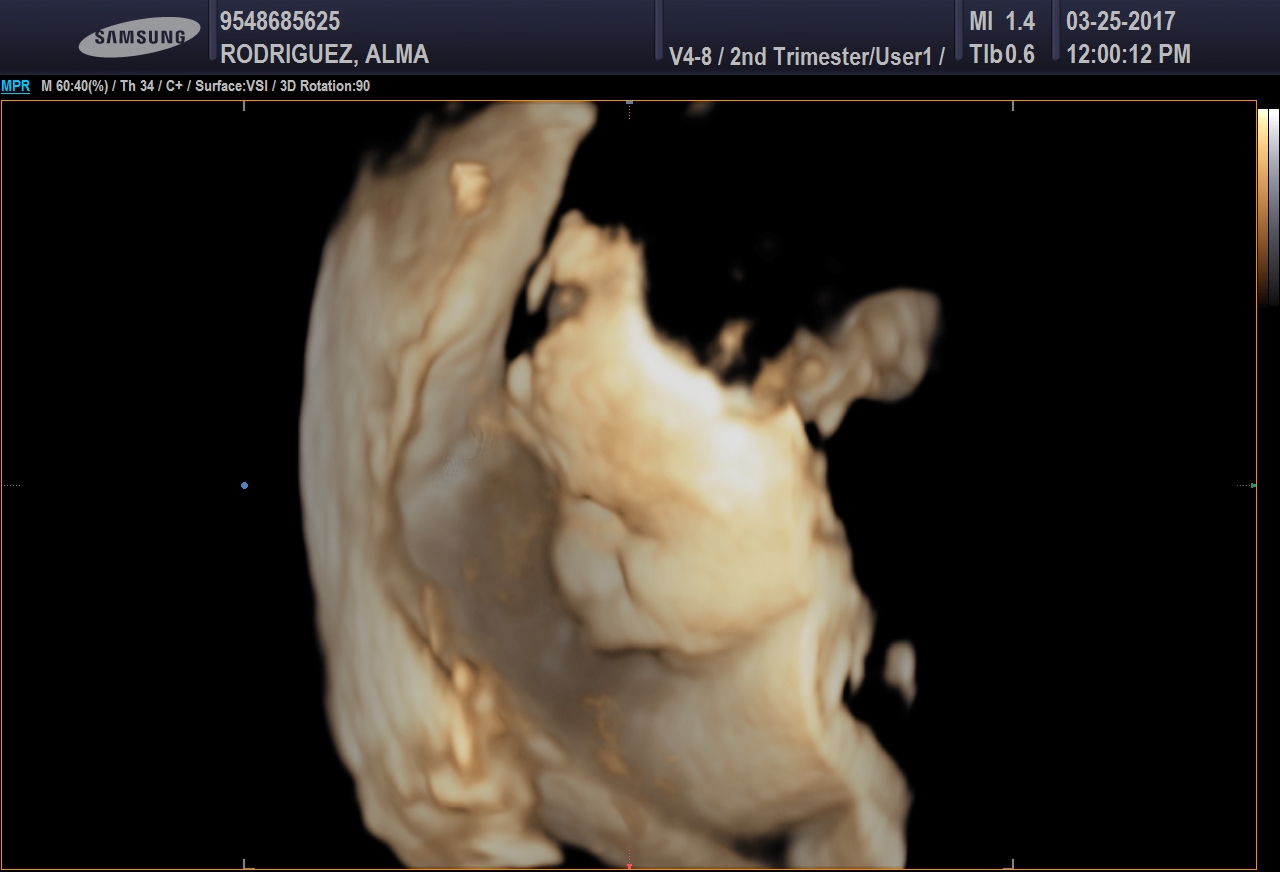 SAMSUNG
9548685625
RODRIGUEZ, ALMA
V4-8 / 2nd Trimester/User1 /
MI 1.4
TIb 0.6
03-25-2017
12:00:12 PM
MPR M 60:40(%) / Th 34 / C+ / Surface:VSI / 3D Rotation:90